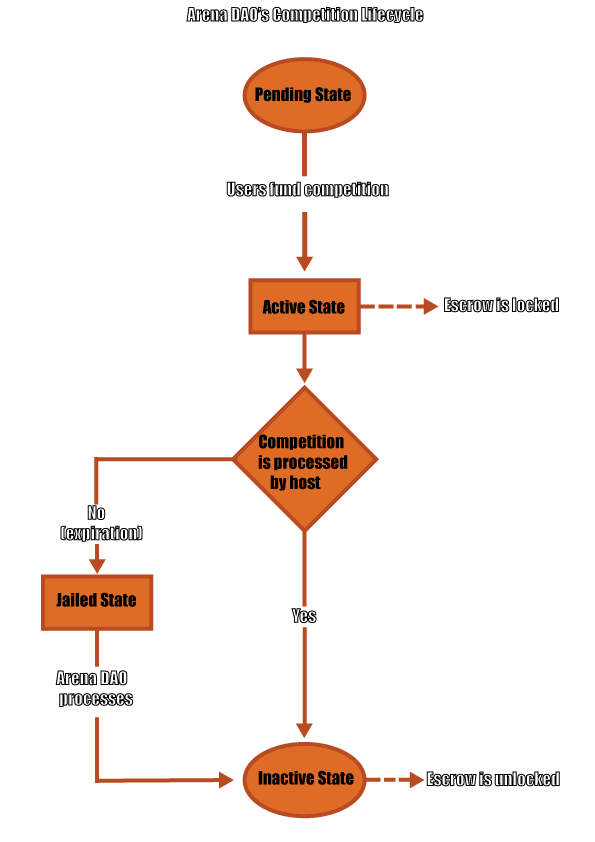 Arena DAO's Competition Lifecycle
Pending State
Users fund competition
Active State
Escrow is locked
Competition
is processed
by host
No
(expiration)
Jailed State
Yes
Arena DAO
processes
Inactive State
Escrow is unlocked